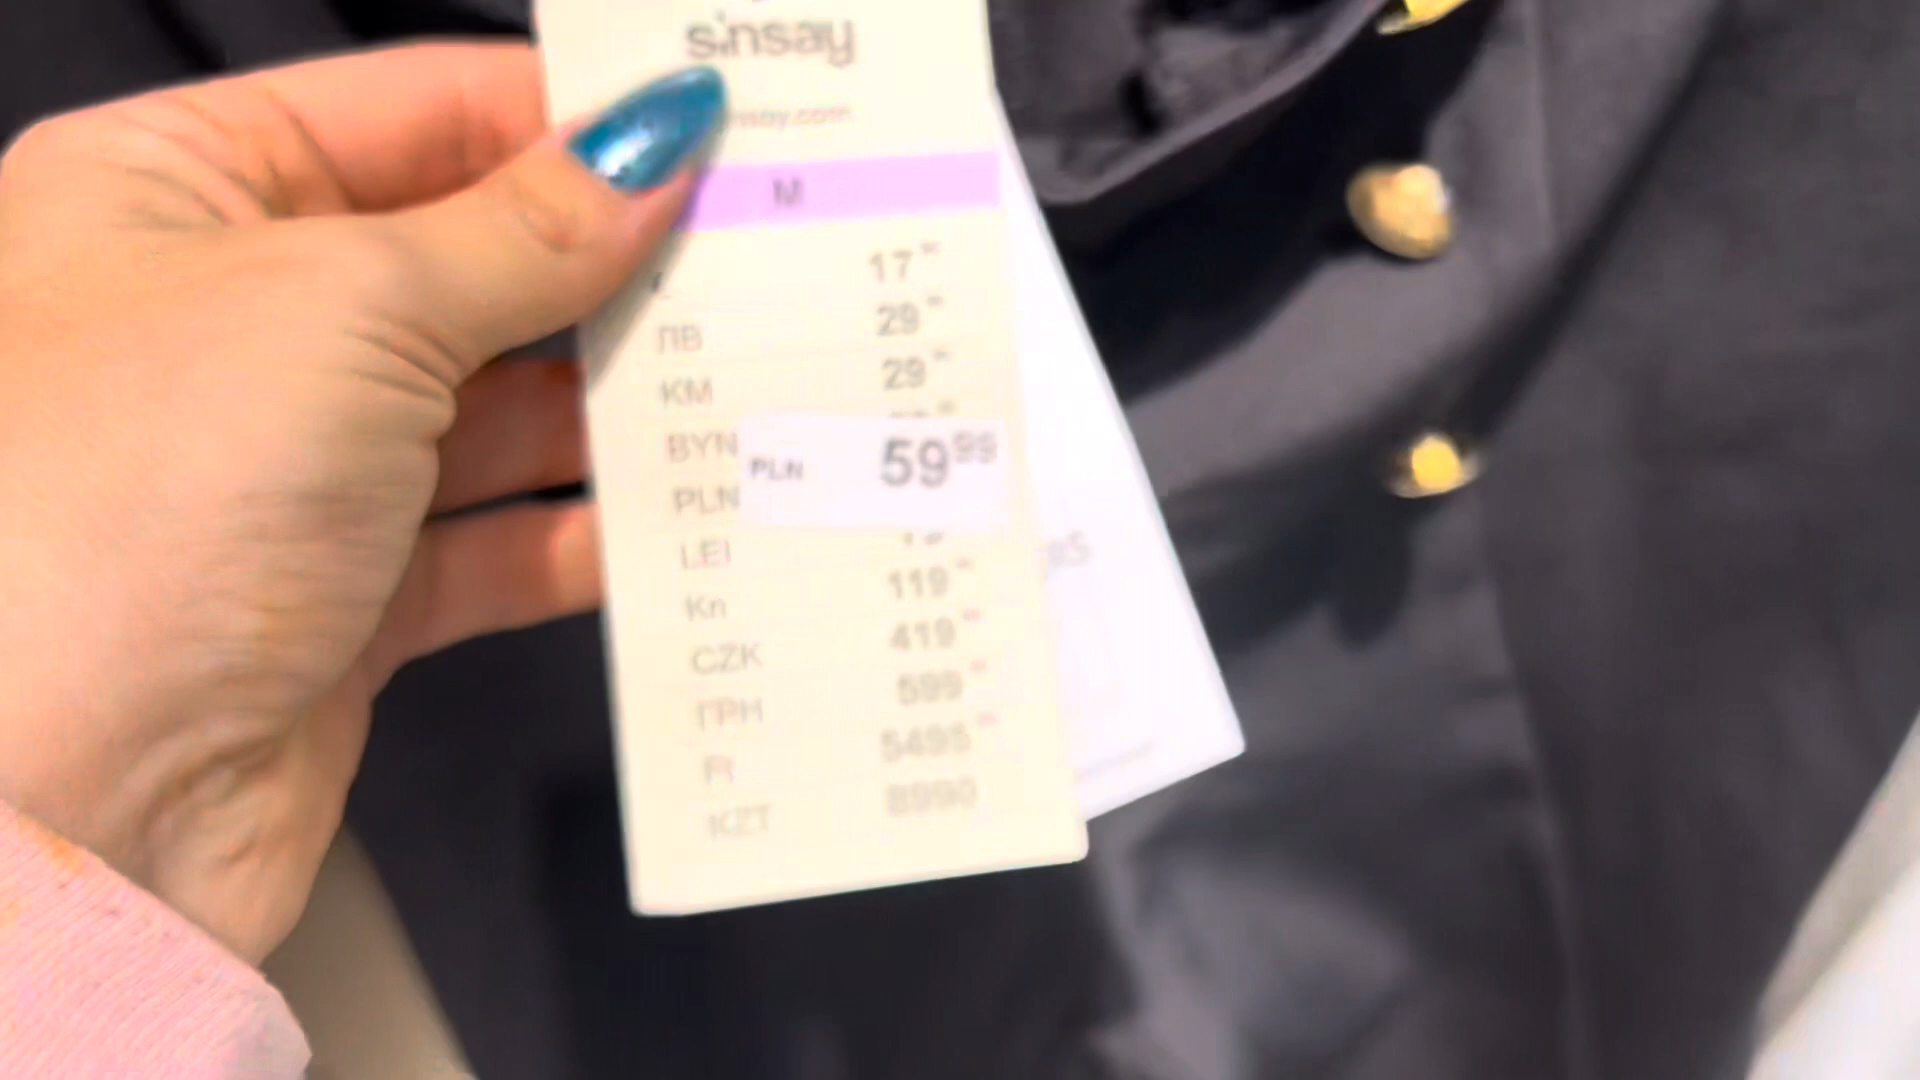 sinsay
M
17
ЛВ 29
KM 29
BYN
PLN 59⁹⁹
PLN
LEI
Kn 119
CZK 419
ГРН 599
Ft 5495
KZT 8990